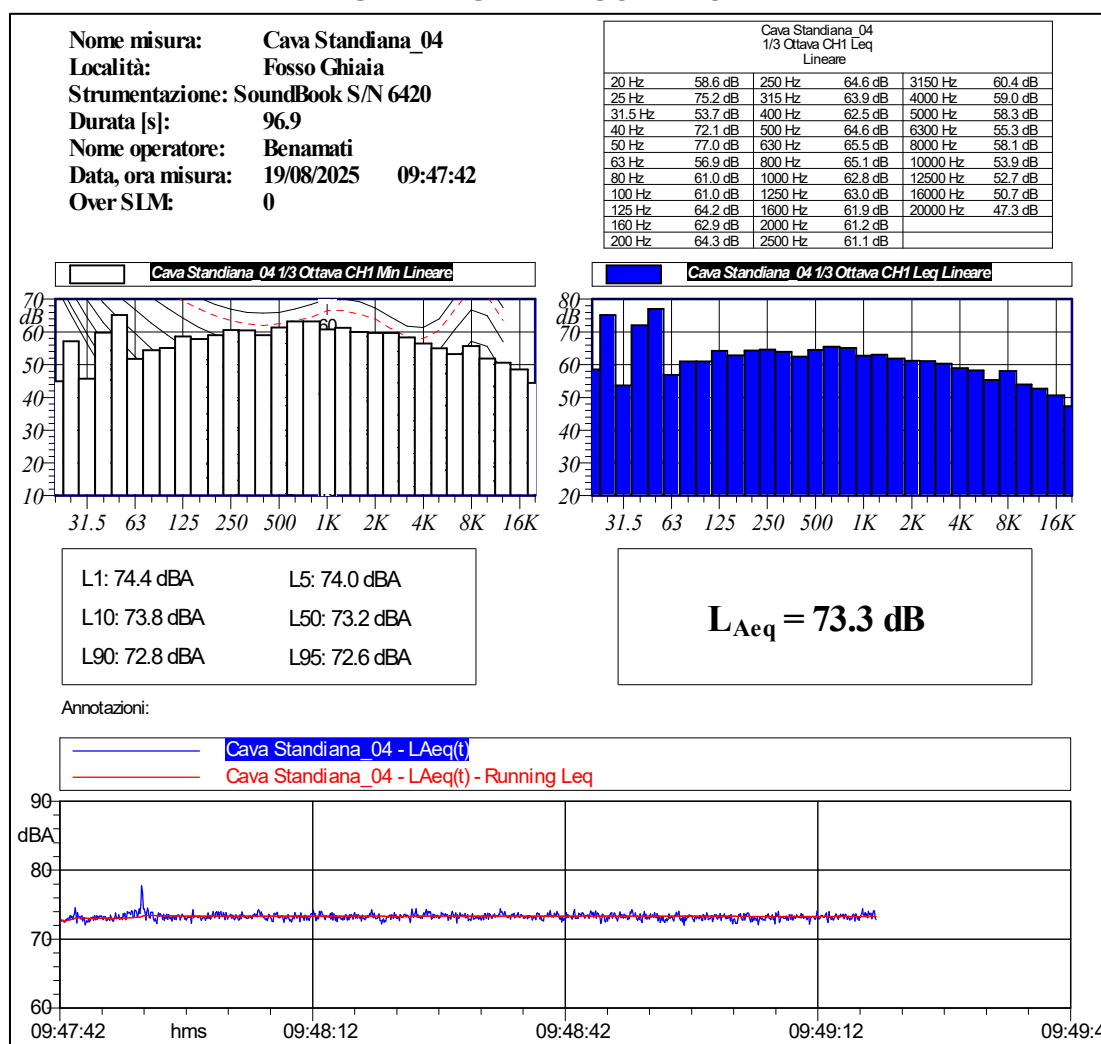 Nome misura: Cava Standiana_04
Località: Fosso Ghiaia
Strumentazione: SoundBook S/N 6420
Durata [s]: 96.9
Nome operatore: Benamati
Data, ora misura: 19/08/2025 09:47:42
Over SLM: 0
Cava Standiana_04
1/3 Ottava CH1 Leq
Lineare
20 Hz 58.6 dB 250 Hz 64.6 dB 3150 Hz 60.4 dB
25 Hz 75.2 dB 315 Hz 63.9 dB 4000 Hz 59.0 dB
31.5 Hz 53.7 dB 400 Hz 62.5 dB 5000 Hz 58.3 dB
40 Hz 72.1 dB 500 Hz 64.6 dB 6300 Hz 55.3 dB
50 Hz 77.0 dB 630 Hz 65.5 dB 8000 Hz 58.1 dB
63 Hz 56.9 dB 800 Hz 65.1 dB 10000 Hz 53.9 dB
80 Hz 61.0 dB 1000 Hz 62.8 dB 12500 Hz 52.7 dB
100 Hz 61.0 dB 1250 Hz 63.0 dB 16000 Hz 50.7 dB
125 Hz 64.2 dB 1600 Hz 61.9 dB 20000 Hz 47.3 dB
160 Hz 62.9 dB 2000 Hz 61.2 dB
200 Hz 64.3 dB 2500 Hz 61.1 dB
Cava Standiana_04 1/3 Ottava CH1 Min Lineare
70
dB
60
50
40
30
20
10
60
31.5 63 125 250 500 1K 2K 4K 8K 16K
Cava Standiana_04 1/3 Ottava CH1 Leq Lineare
80
dB
70
60
50
40
30
20
31.5 63 125 250 500 1K 2K 4K 8K 16K
L1: 74.4 dBA L5: 74.0 dBA
L10: 73.8 dBA L50: 73.2 dBA
L90: 72.8 dBA L95: 72.6 dBA
LAeq = 73.3 dB
Annotazioni:
Cava Standiana_04 - LAeq(t)
Cava Standiana_04 - LAeq(t) - Running Leq
90
dBA
80
70
60
09:47:42 hms 09:48:12 09:48:42 09:49:12 09:49:4